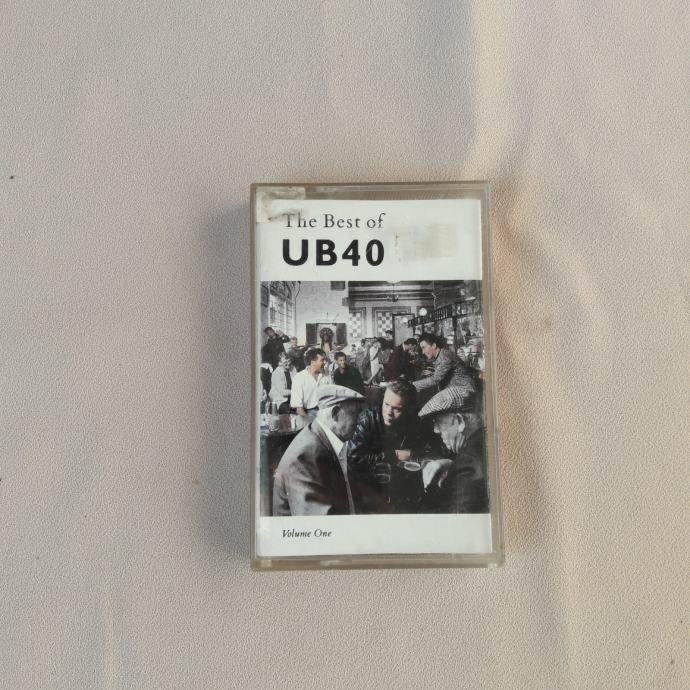 The Best of
UB40
Volume One